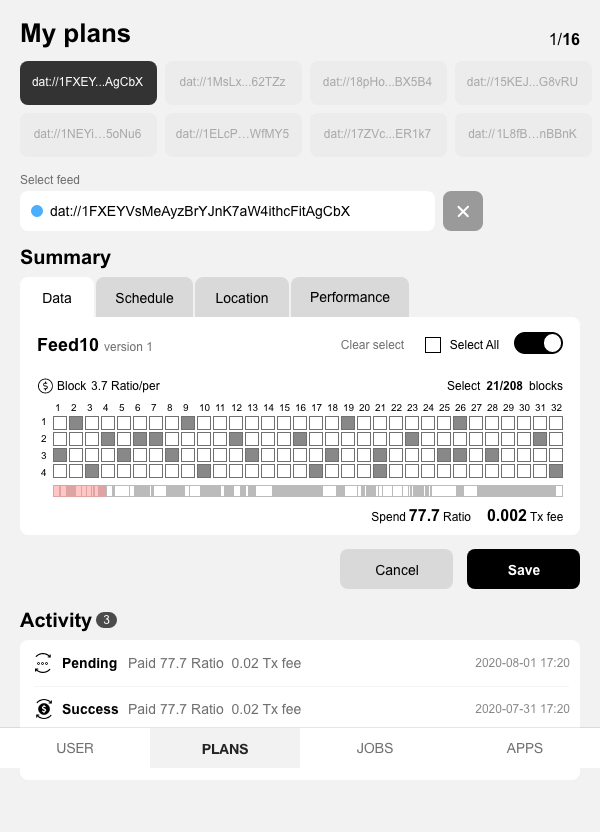 My plans
1/16
dat://1FXEY...AgCbX
dat://1MsLx...62TZz
dat://18pHo...BX5B4
dat://15KEJ...G8vRU
dat://1NEYi...5oNu6
dat://1ELcP...WfMY5
dat://17ZVc...ER1k7
dat://1L8fB...nBBnK
Select feed
dat://1FXEYVsMeAyzBrYJnK7aW4ithcFitAgCbX
Summary
Data
Schedule
Location
Performance
Feed10 version 1
Clear select
Select All
Block 3.7 Ratio/per
Select 21/208 blocks
1 2 3 4 5 6 7 8 9 10 11 12 13 14 15 16 17 18 19 20 21 22 23 24 25 26 27 28 29 30 31 32
1
2
3
4
Spend 77.7 Ratio 0.002 Tx fee
Cancel
Save
Activity 3
Pending Paid 77.7 Ratio 0.02 Tx fee 2020-08-01 17:20
Success Paid 77.7 Ratio 0.02 Tx fee 2020-07-31 17:20
USER
PLANS
JOBS
APPS